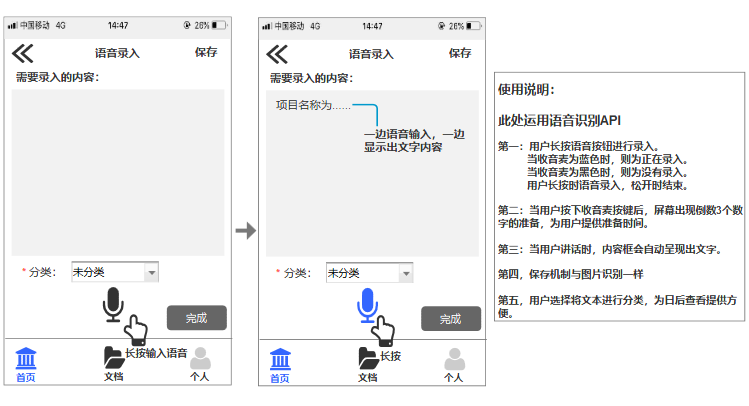 中国移动 4G 14:47 26%
语音录入 保存
需要录入的内容：
* 分类： 未分类
完成
长按输入语音
首页 文档 个人
中国移动 4G 14:47 26%
语音录入 保存
需要录入的内容：
项目名称为......
一边语音输入，一边
显示出文字内容
* 分类： 未分类
完成
长按
首页 文档 个人
使用说明：
此处运用语音识别API
第一：用户长按语音按钮进行录入。
当收音麦为蓝色时，则为正在录入。
当收音麦为黑色时，则为没有录入。
用户长按时语音录入，松开时结束。
第二：当用户按下收音麦按键后，屏幕出现倒数3个数
字的准备，为用户提供准备时间。
第三：当用户讲话时，内容框会自动呈现出文字。
第四，保存机制与图片识别一样
第五，用户选择将文本进行分类，为日后查看提供方
便。